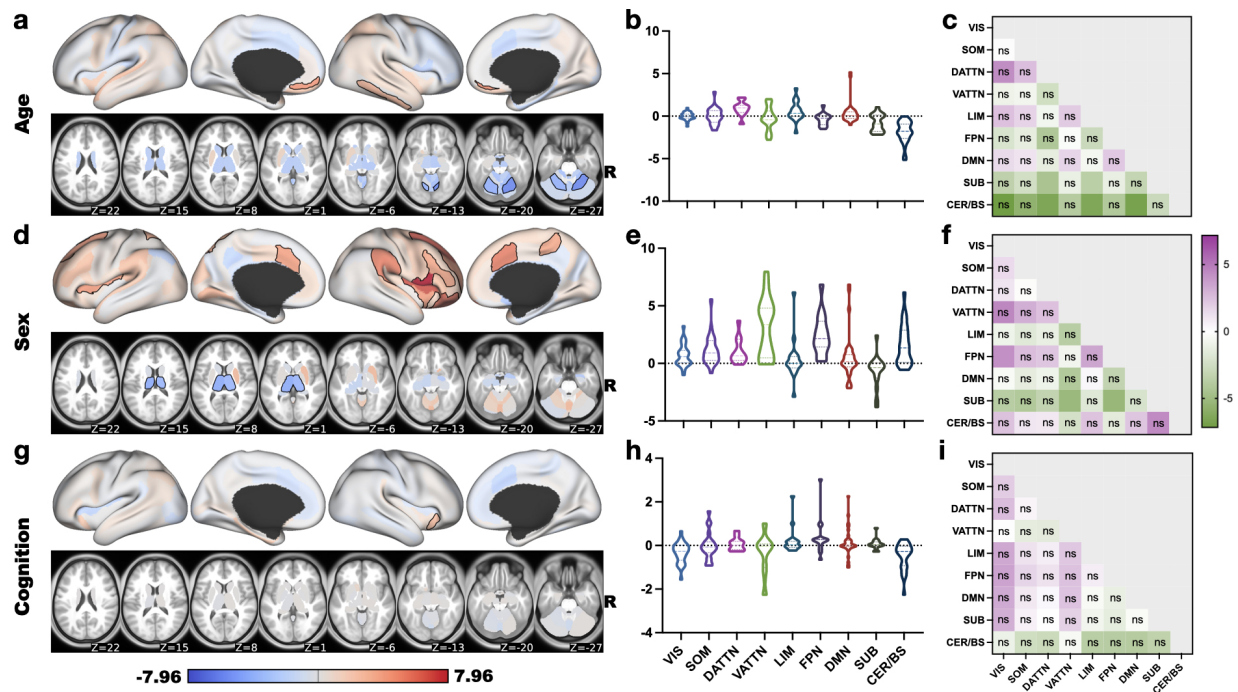 a
Age
Z=22 Z=15 Z=8 Z=1 Z=-6 Z=-13 Z=-20 Z=-27
R
b
10
5
0
-5
-10
c
VIS
SOM ns
DATTN ns ns
VATTN ns ns ns
LIM ns ns ns ns
FPN ns ns ns ns ns
DMN ns ns ns ns ns ns
SUB ns ns ns ns ns
CER/BS ns ns ns ns
d
Sex
Z=22 Z=15 Z=8 Z=1 Z=-6 Z=-13 Z=-20 Z=-27
R
e
10
5
0
-5
f
VIS
SOM ns
DATTN ns ns
VATTN ns ns ns
LIM ns ns ns ns
FPN ns ns ns ns
DMN ns ns ns ns ns ns
SUB ns ns ns ns ns ns ns
CER/BS ns ns ns ns ns ns ns ns
5
0
-5
g
Cognition
Z=22 Z=15 Z=8 Z=1 Z=-6 Z=-13 Z=-20 Z=-27
R
-7.96 7.96
h
4
2
0
-2
-4
VIS SOM DATTN VATTN LIM FPN DMN SUB CER/BS
i
VIS
SOM ns
DATTN ns ns
VATTN ns ns ns
LIM ns ns ns ns
FPN ns ns ns ns ns
DMN ns ns ns ns ns ns
SUB ns ns ns ns ns ns ns
CER/BS ns ns ns ns ns ns ns ns
VIS SOM DATTN VATTN LIM FPN DMN SUB CER/BS